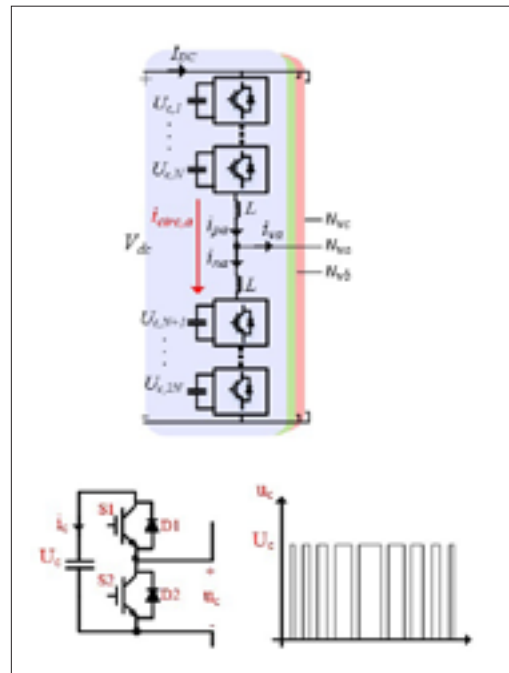 I_DC
+
U_c,1
U_c,N
L
i_pa
i_va
V_dc
i_na
L
U_c,N+1
U_c,2N
-
u_c
S1
D1
i_c
U_c
U_c
+
S2
D2
u_c
-